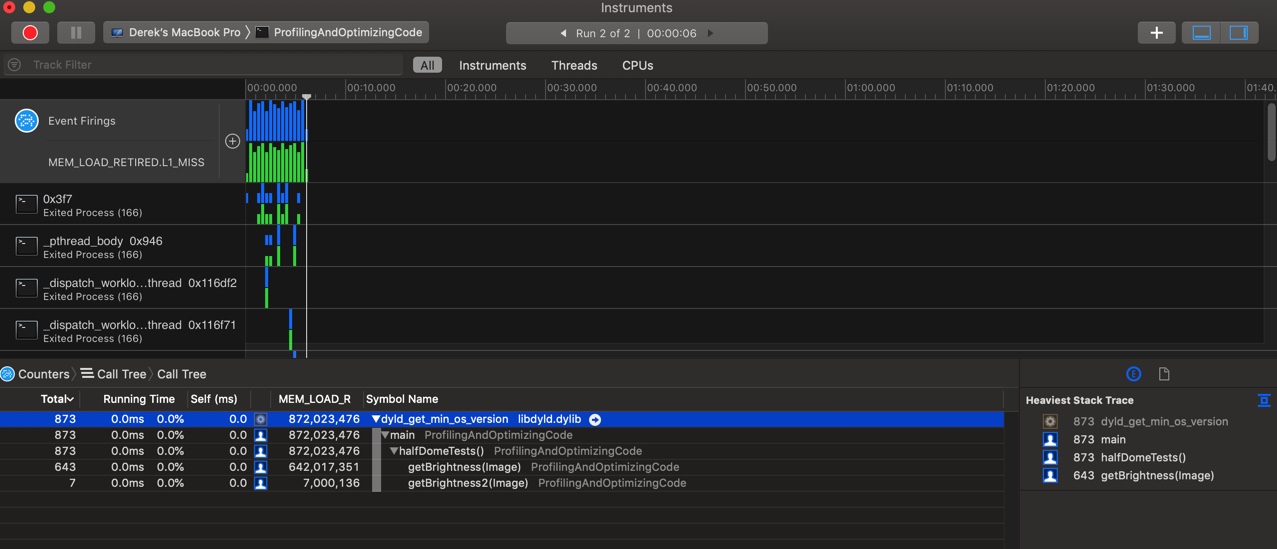 Instruments
Derek's MacBook Pro ProfilingAndOptimizingCode Run 2 of 2 | 00:00:06
Track Filter All Instruments Threads CPUs
00:00.000 00:10.000 00:20.000 00:30.000 00:40.000 00:50.000 01:00.000 01:10.000 01:20.000 01:30.000 01:40.
Event Firings
MEM_LOAD_RETIRED.L1_MISS
0x3f7
Exited Process (166)
_pthread_body 0x946
Exited Process (166)
_dispatch_worklo...thread 0x116df2
Exited Process (166)
_dispatch_worklo...thread 0x116f71
Exited Process (166)
Counters Call Tree Call Tree
Total Running Time Self (ms) MEM_LOAD_R Symbol Name
873 0.0ms 0.0% 0.0 872,023,476 dyld_get_min_os_version libdyld.dylib
873 0.0ms 0.0% 0.0 872,023,476 main ProfilingAndOptimizingCode
873 0.0ms 0.0% 0.0 872,023,476 halfDomeTests() ProfilingAndOptimizingCode
643 0.0ms 0.0% 0.0 642,017,351 getBrightness(Image) ProfilingAndOptimizingCode
7 0.0ms 0.0% 0.0 7,000,136 getBrightness2(Image) ProfilingAndOptimizingCode
E
Heaviest Stack Trace
873 dyld_get_min_os_version
873 main
873 halfDomeTests()
643 getBrightness(Image)